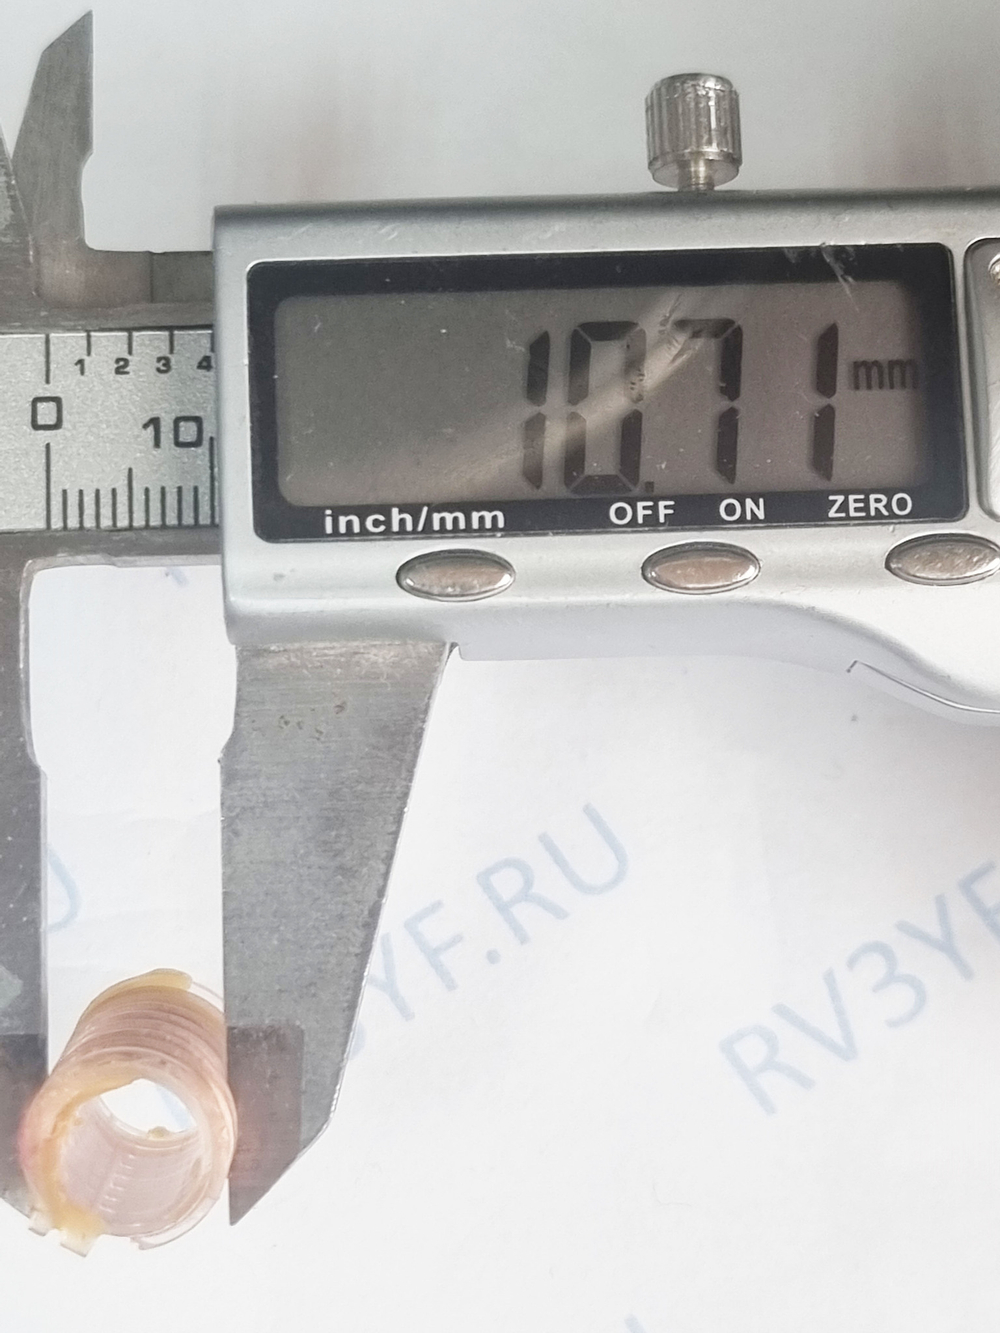 1 2 3 4
0 10
10.71 mm
inch/mm OFF ON ZERO
YF.RU
RV3YF